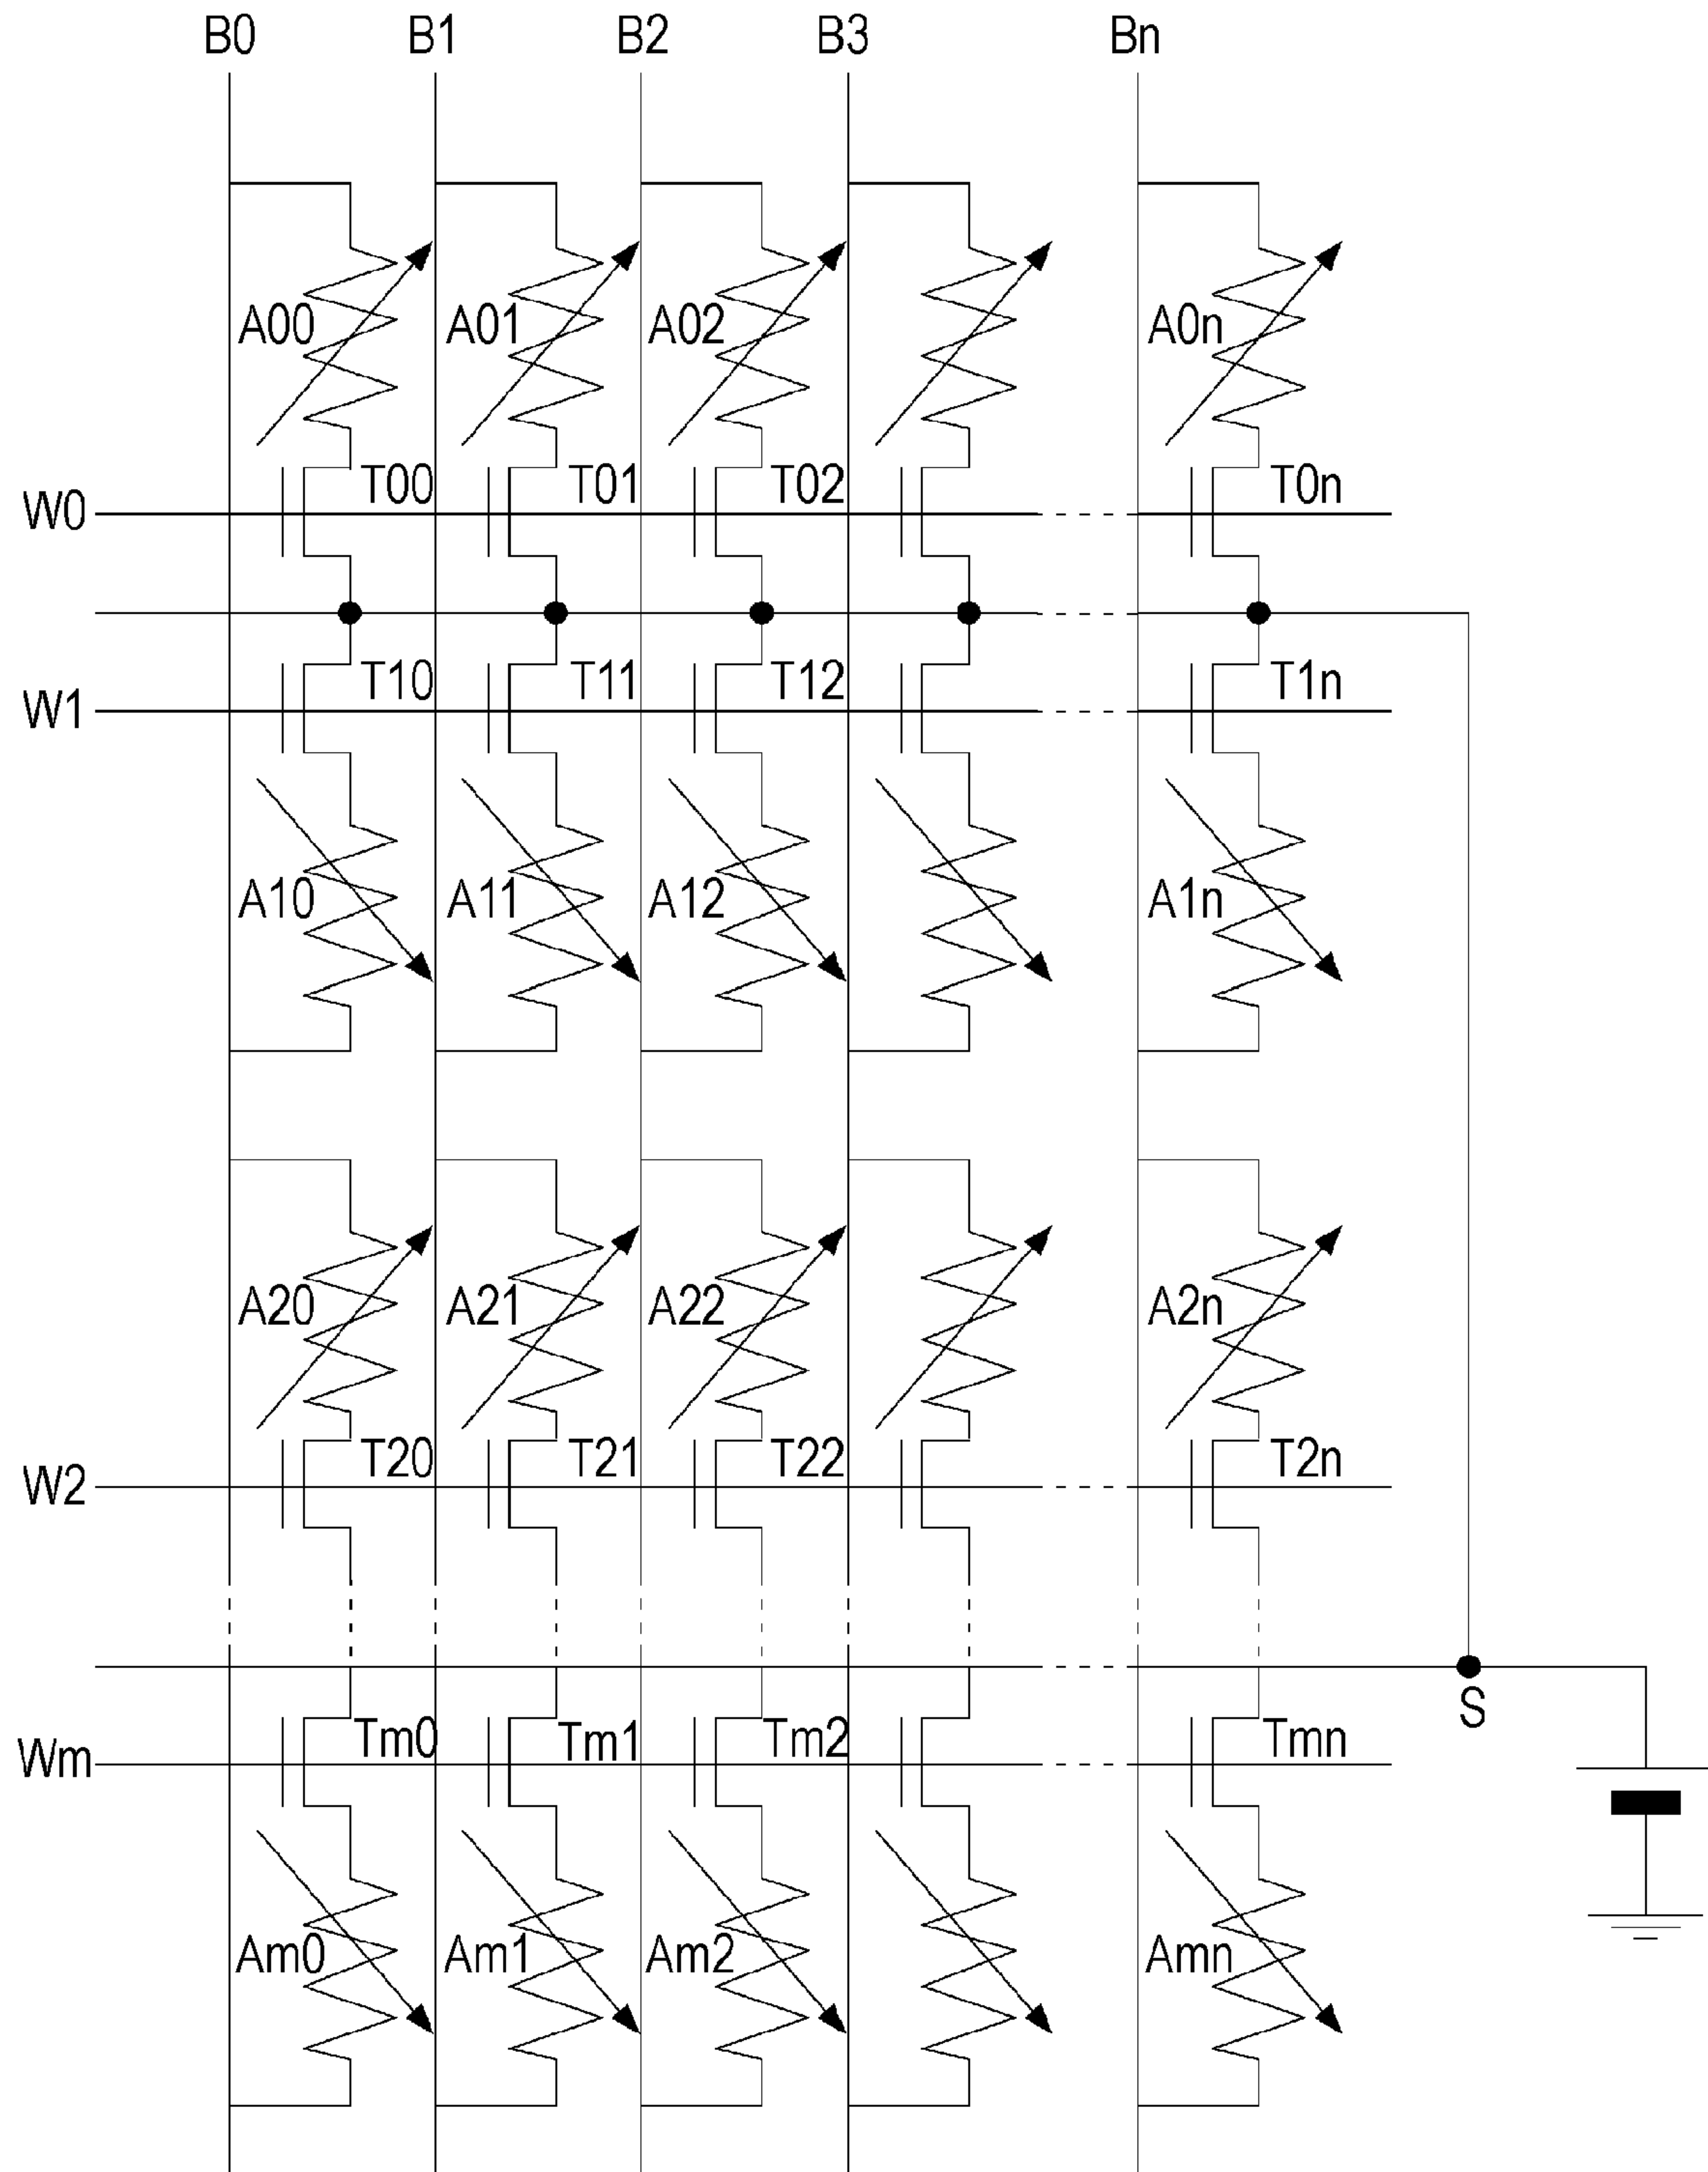 B0 B1 B2 B3 Bn
A00 A01 A02 A0n
T00 T01 T02 T0n
W0
T10 T11 T12 T1n
W1
A10 A11 A12 A1n
A20 A21 A22 A2n
T20 T21 T22 T2n
W2
S
Tm0 Tm1 Tm2 Tmn
Wm
Am0 Am1 Am2 Amn